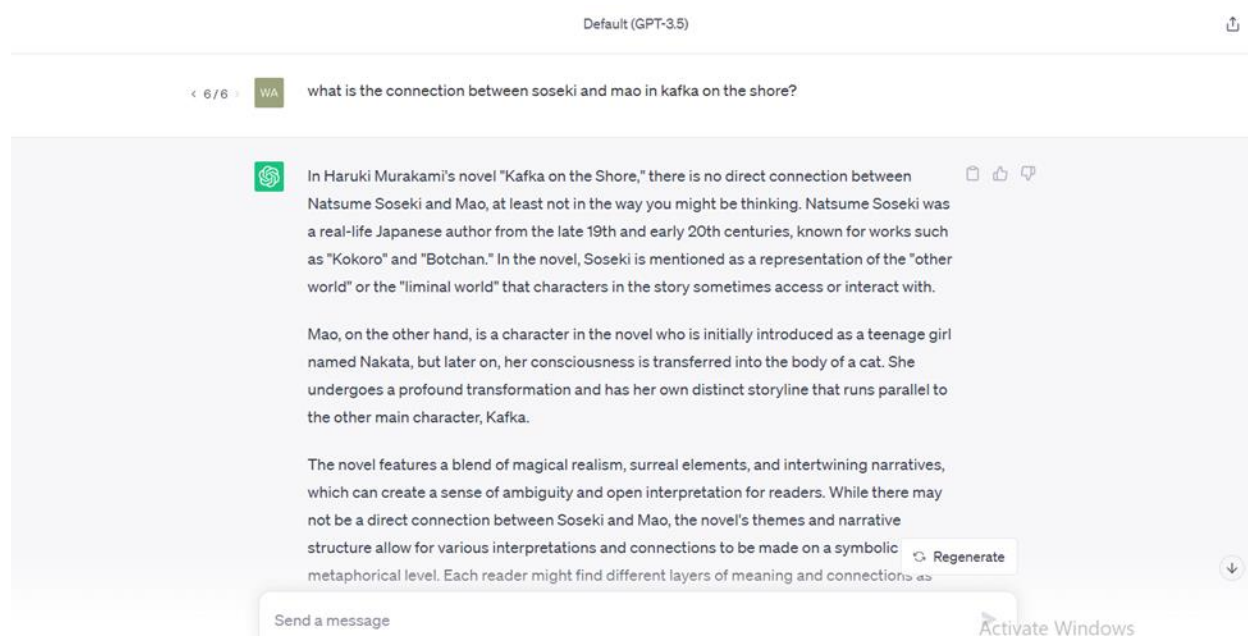 Default (GPT-3.5)
< 6/6 >
WA
what is the connection between soseki and mao in kafka on the shore?
In Haruki Murakami's novel "Kafka on the Shore," there is no direct connection between
Natsume Soseki and Mao, at least not in the way you might be thinking. Natsume Soseki was
a real-life Japanese author from the late 19th and early 20th centuries, known for works such
as "Kokoro" and "Botchan." In the novel, Soseki is mentioned as a representation of the "other
world" or the "liminal world" that characters in the story sometimes access or interact with.
Mao, on the other hand, is a character in the novel who is initially introduced as a teenage girl
named Nakata, but later on, her consciousness is transferred into the body of a cat. She
undergoes a profound transformation and has her own distinct storyline that runs parallel to
the other main character, Kafka.
The novel features a blend of magical realism, surreal elements, and intertwining narratives,
which can create a sense of ambiguity and open interpretation for readers. While there may
not be a direct connection between Soseki and Mao, the novel's themes and narrative
structure allow for various interpretations and connections to be made on a symbolic
metaphorical level. Each reader might find different layers of meaning and connections as
Regenerate
Send a message
Activate Windows